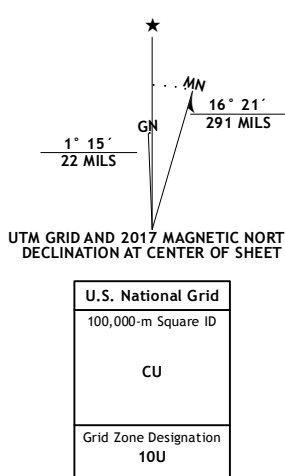 ★
MN
GN
16° 21´
291 MILS
1° 15´
22 MILS
UTM GRID AND 2017 MAGNETIC NORT
DECLINATION AT CENTER OF SHEET
U.S. National Grid
100,000-m Square ID
CU
Grid Zone Designation
10U